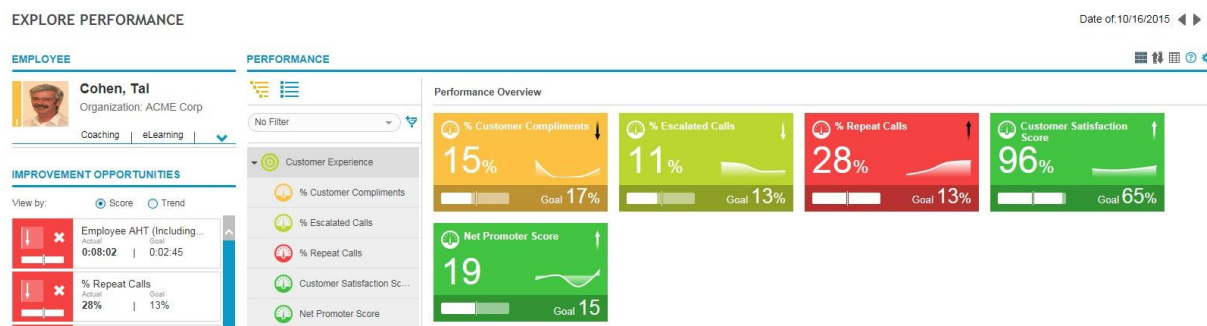 EXPLORE PERFORMANCE
Date of:10/16/2015
EMPLOYEE
Cohen, Tal
Organization: ACME Corp
Coaching | eLearning |
IMPROVEMENT OPPORTUNITIES
View by: Score Trend
Employee AHT (Including...
Actual Goal
0:08:02 | 0:02:45
% Repeat Calls
Actual Goal
28% | 13%
PERFORMANCE
No Filter
Customer Experience
% Customer Compliments
% Escalated Calls
% Repeat Calls
Customer Satisfaction Sc...
Net Promoter Score
Performance Overview
% Customer Compliments
15%
Goal 17%
% Escalated Calls
11%
Goal 13%
% Repeat Calls
28%
Goal 13%
Customer Satisfaction
Score
96%
Goal 65%
Net Promoter Score
19
Goal 15